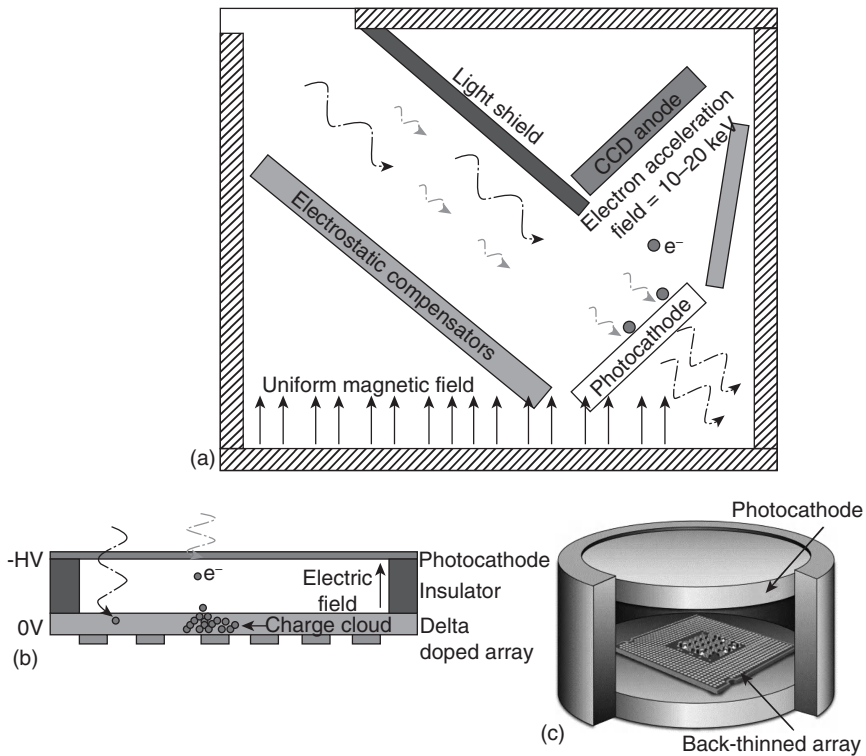 Light shield
CCD anode
Electron acceleration
field = 10–20 keV
Electrostatic compensators
e⁻
Photocathode
Uniform magnetic field
(a)
-HV
e⁻
Electric
field
Photocathode
Insulator
0V
Charge cloud
Delta
doped array
(b)
Photocathode
(c)
Back-thinned array